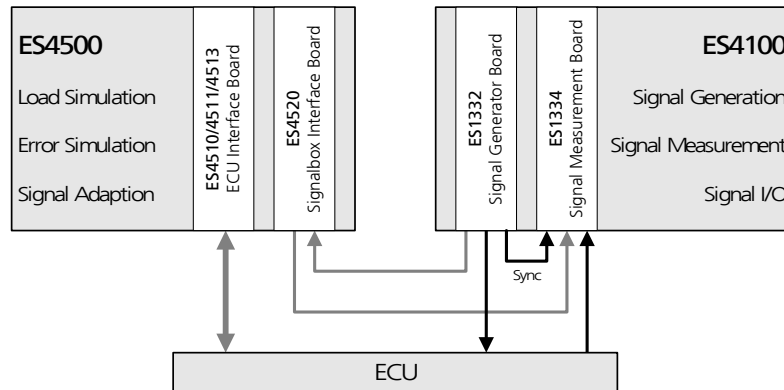 ES4500
Load Simulation
Error Simulation
Signal Adaption
ES4510/4511/4513
ECU Interface Board
ES4520
Signalbox Interface Board
ES1332
Signal Generator Board
ES1334
Signal Measurement Board
ES4100
Signal Generation
Signal Measurement
Signal I/O
Sync
ECU